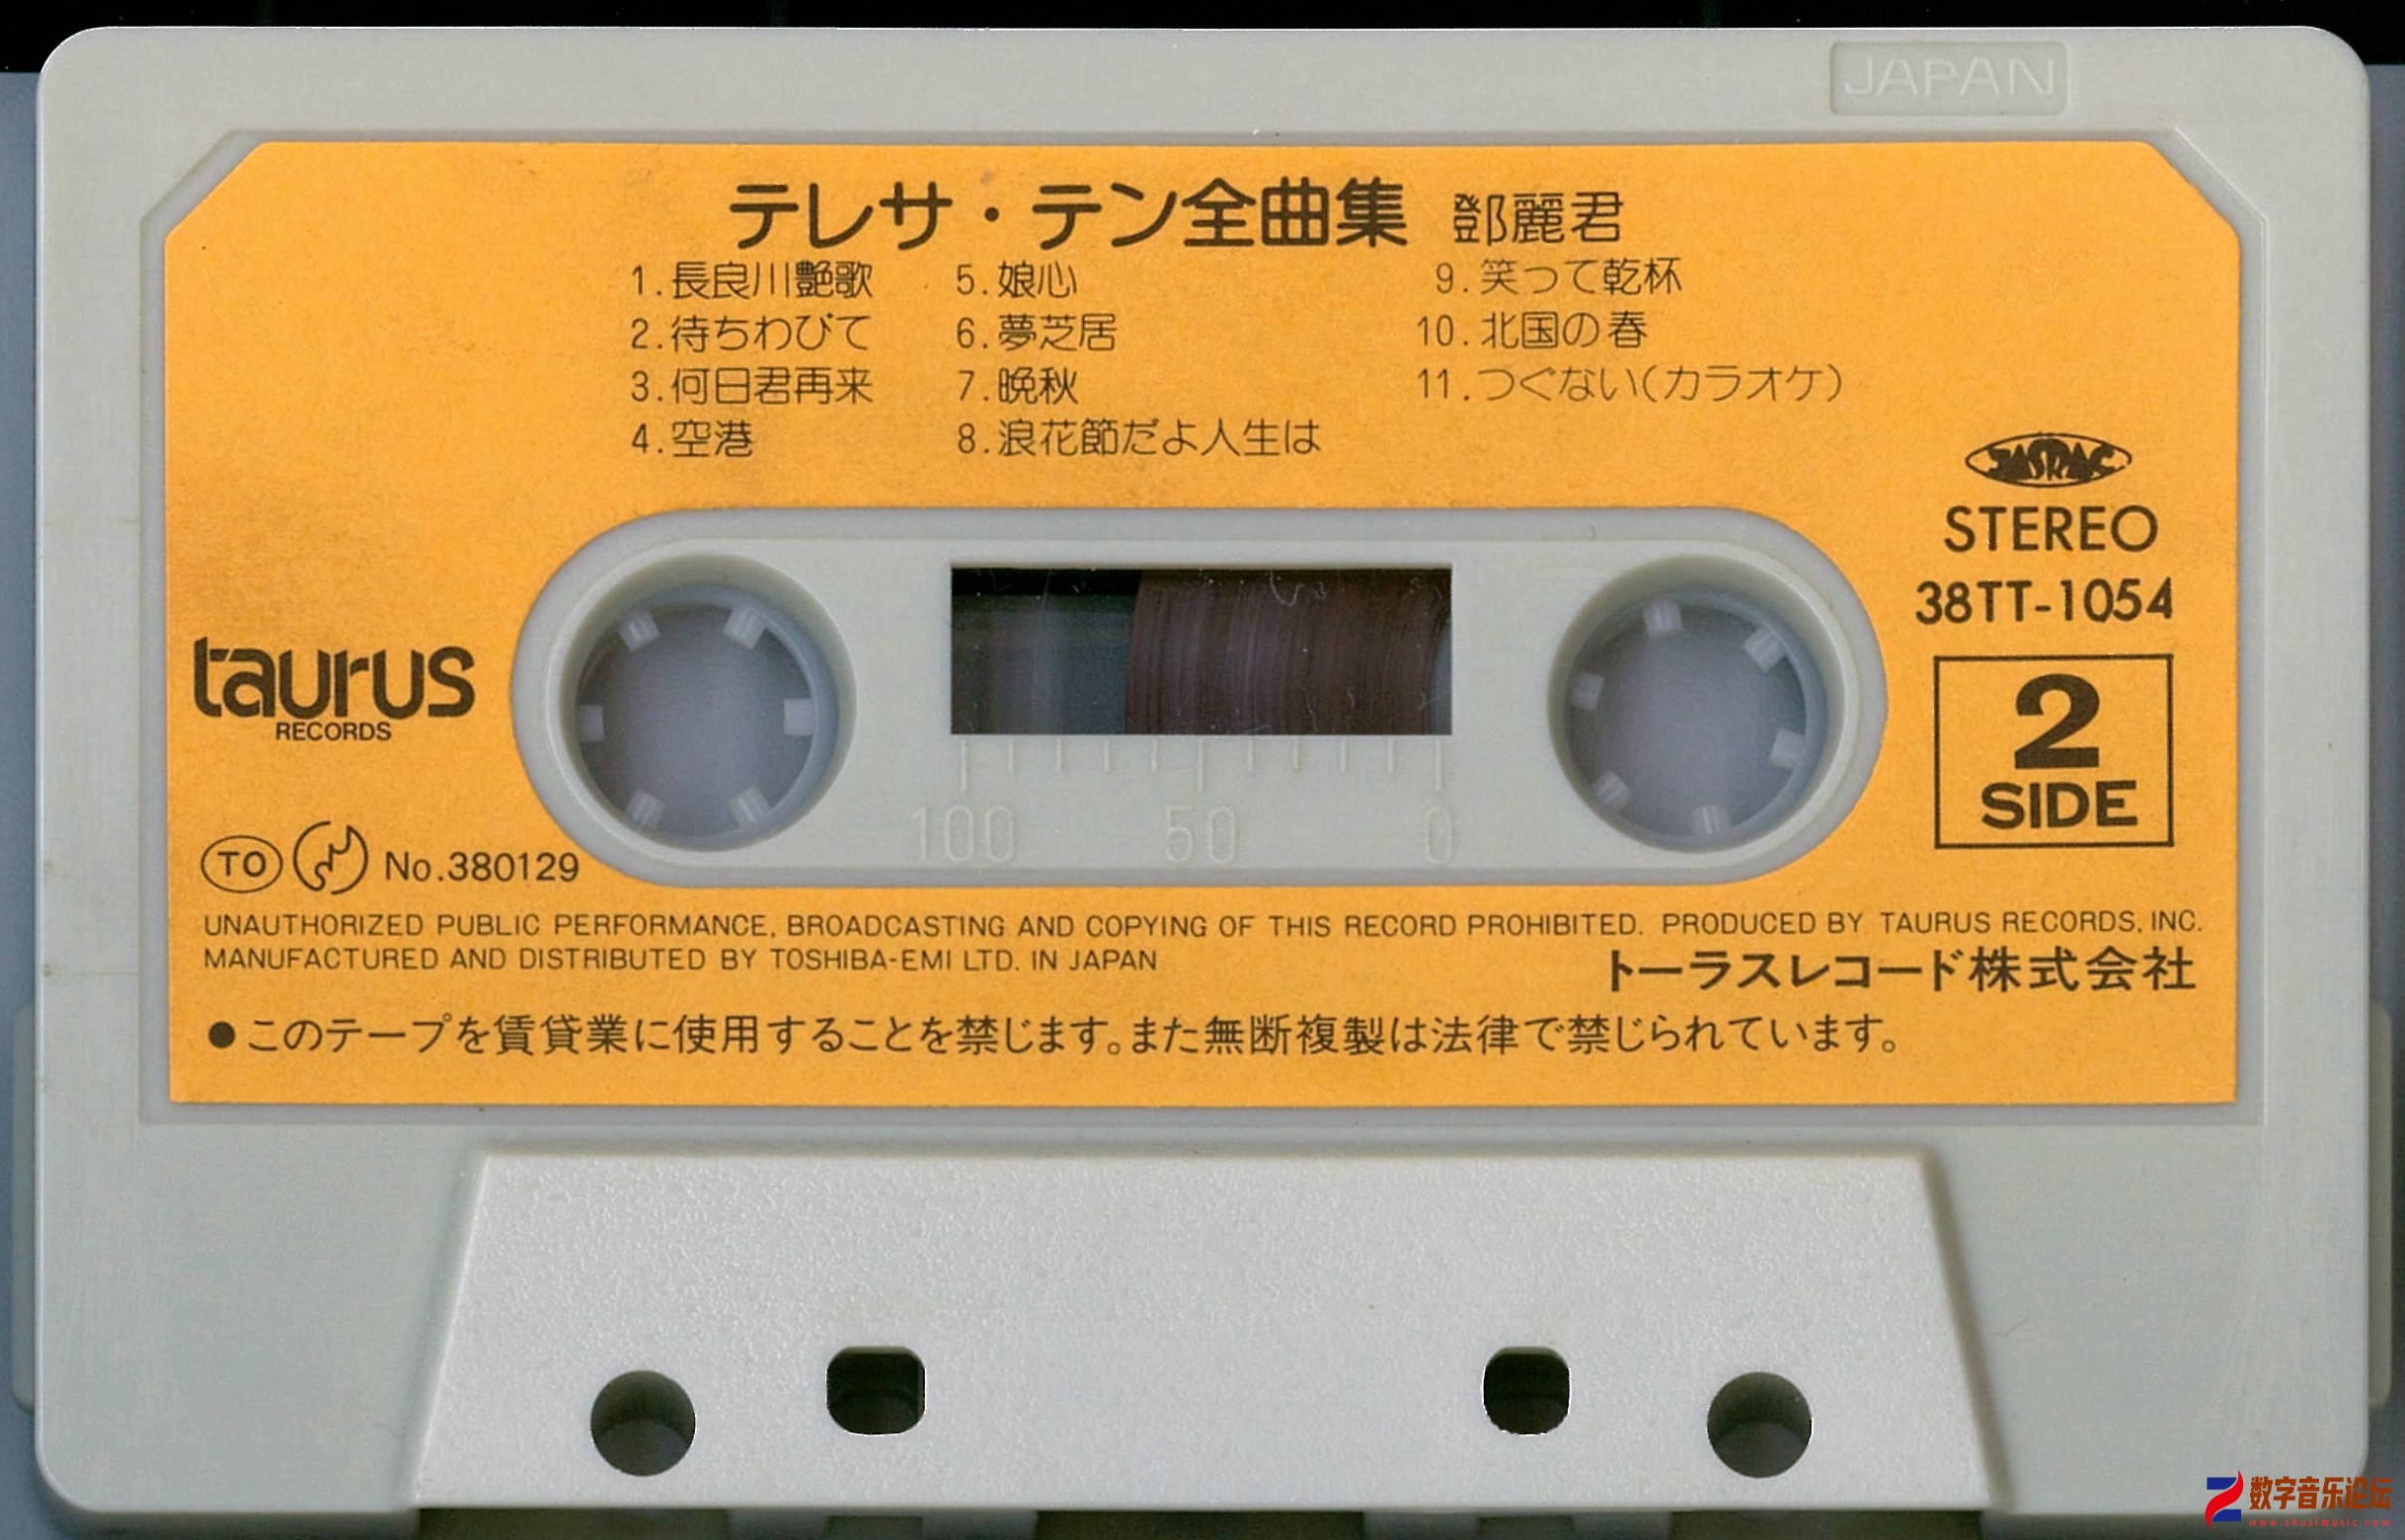 JAPAN
テレサ・テン全曲集 鄧麗君
1.長良川艶歌
2.待ちわびて
3.何日君再来
4.空港
5.娘心
6.夢芝居
7.晩秋
8.浪花節だよ人生は
9.笑って乾杯
10.北国の春
11.つぐない(カラオケ)
JASRAC
STEREO
38TT-1054
2
SIDE
taurus
RECORDS
100 50 0
TO No.380129
UNAUTHORIZED PUBLIC PERFORMANCE, BROADCASTING AND COPYING OF THIS RECORD PROHIBITED. PRODUCED BY TAURUS RECORDS, INC.
MANUFACTURED AND DISTRIBUTED BY TOSHIBA-EMI LTD. IN JAPAN
トーラスレコード株式会社
●このテープを賃貸業に使用することを禁じます。また無断複製は法律で禁じられています。
数字音乐论坛
www.shuzimusic.com